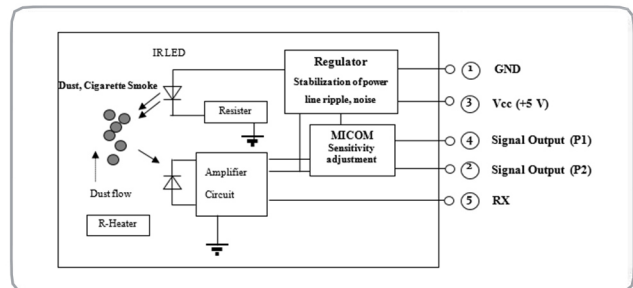 IR LED
Dust, Cigarette Smoke
Dust flow
R-Heater
Resister
Amplifier
Circuit
Regulator
Stabilization of power
line ripple, noise
MICOM
Sensitivity
adjustment
1 GND
3 Vcc (+5 V)
4 Signal Output (P1)
2 Signal Output (P2)
5 RX